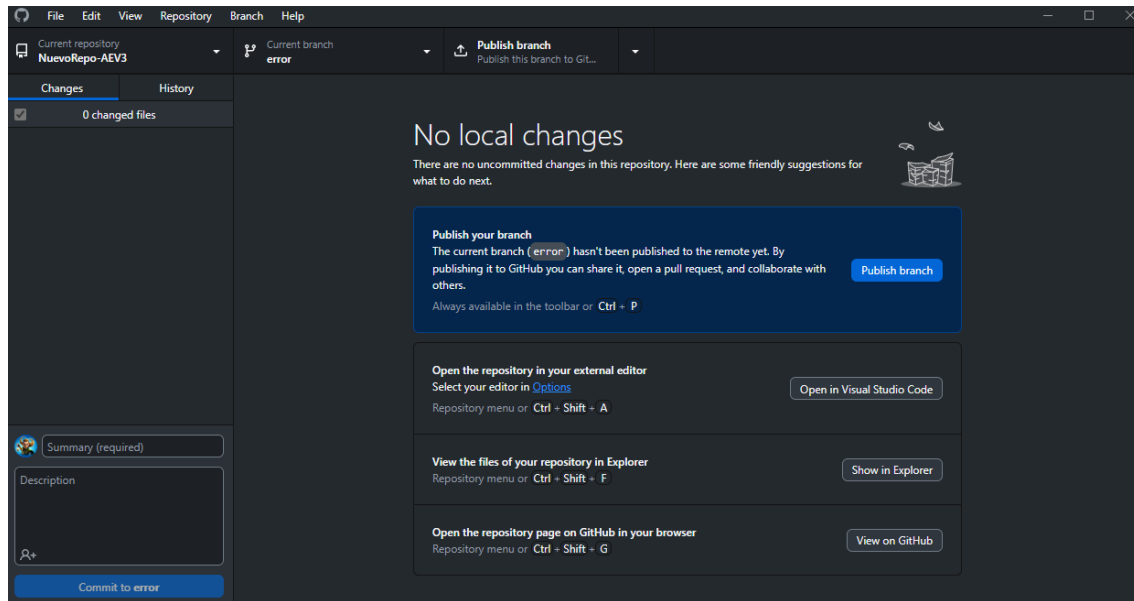 File Edit View Repository Branch Help
Current repository
NuevoRepo-AEV3
Current branch
error
Publish branch
Publish this branch to Git...
Changes History
0 changed files
No local changes
There are no uncommitted changes in this repository. Here are some friendly suggestions for
what to do next.
Publish your branch
The current branch (error) hasn't been published to the remote yet. By
publishing it to GitHub you can share it, open a pull request, and collaborate with
others.
Publish branch
Always available in the toolbar or Ctrl + P
Open the repository in your external editor
Select your editor in Options
Repository menu or Ctrl + Shift + A
Open in Visual Studio Code
View the files of your repository in Explorer
Repository menu or Ctrl + Shift + F
Show in Explorer
Open the repository page on GitHub in your browser
Repository menu or Ctrl + Shift + G
View on GitHub
Summary (required)
Description
Commit to error